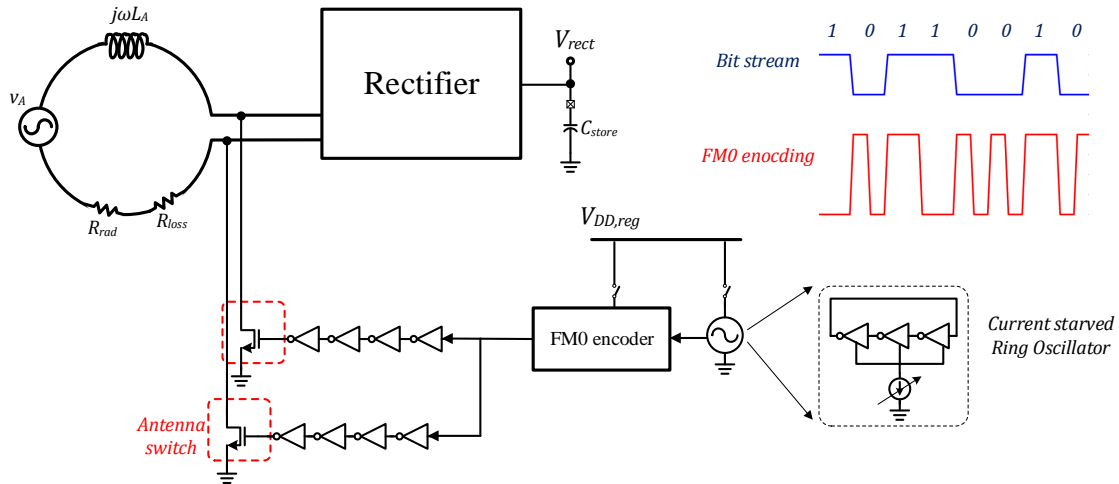 jωL_A
v_A
R_rad
R_loss
Rectifier
V_rect
C_store
1 0 1 1 0 0 1 0
Bit stream
FM0 enocding
V_DD,reg
FM0 encoder
Antenna
switch
Current starved
Ring Oscillator